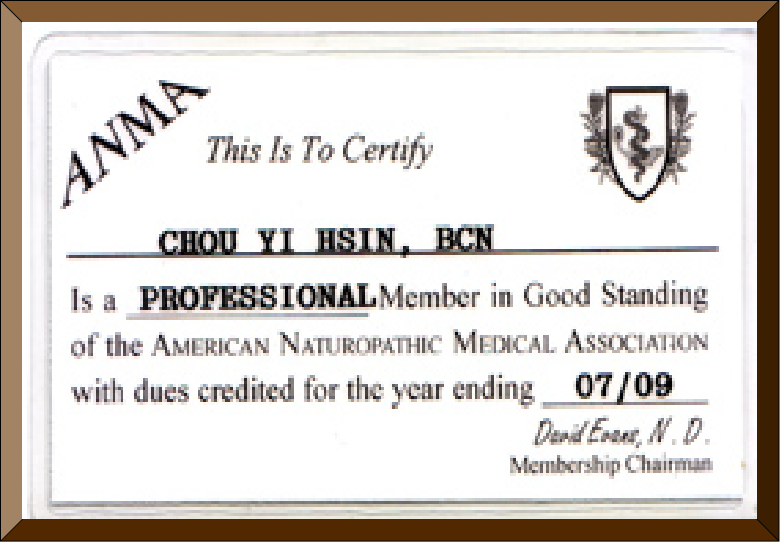 ANMA
This Is To Certify
CHOU YI HSIN, BCN
Is a PROFESSIONAL Member in Good Standing
of the AMERICAN NATUROPATHIC MEDICAL ASSOCIATION
with dues credited for the year ending 07/09
David Evans, N. D.
Membership Chairman